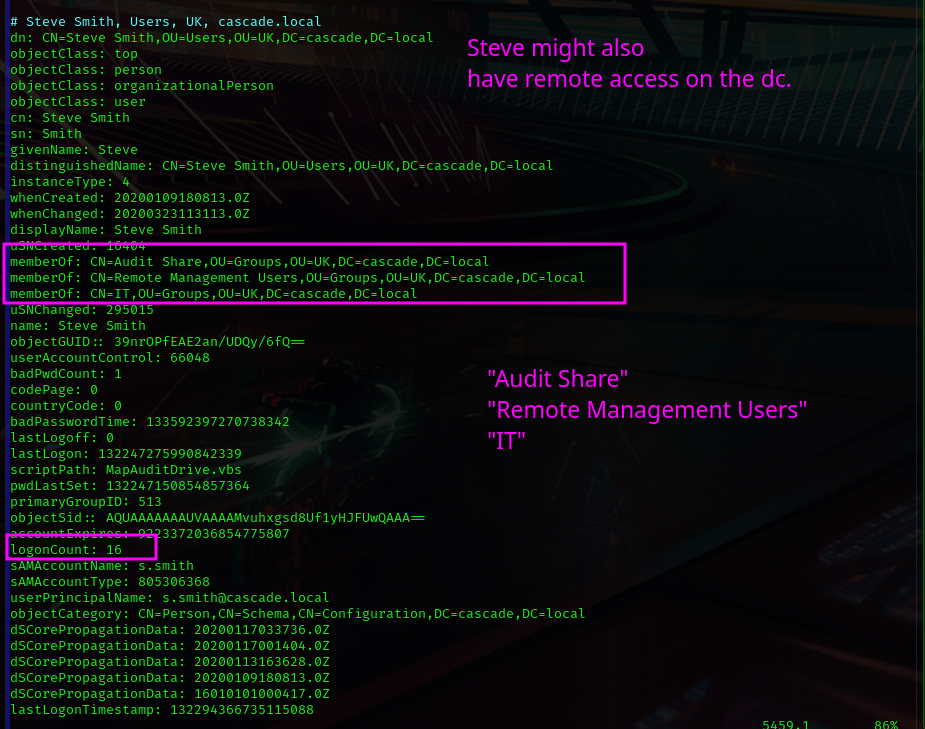 # Steve Smith, Users, UK, cascade.local
dn: CN=Steve Smith,OU=Users,OU=UK,DC=cascade,DC=local
objectClass: top
objectClass: person
objectClass: organizationalPerson
objectClass: user
cn: Steve Smith
sn: Smith
givenName: Steve
distinguishedName: CN=Steve Smith,OU=Users,OU=UK,DC=cascade,DC=local
instanceType: 4
whenCreated: 20200109180813.0Z
whenChanged: 20200323113113.0Z
displayName: Steve Smith
uSNCreated: 16404
memberOf: CN=Audit Share,OU=Groups,OU=UK,DC=cascade,DC=local
memberOf: CN=Remote Management Users,OU=Groups,OU=UK,DC=cascade,DC=local
memberOf: CN=IT,OU=Groups,OU=UK,DC=cascade,DC=local
uSNChanged: 295015
name: Steve Smith
objectGUID:: 39nrOPfEAE2an/UDQy/6fQ==
userAccountControl: 66048
badPwdCount: 1
codePage: 0
countryCode: 0
badPasswordTime: 133592397270738342
lastLogoff: 0
lastLogon: 132247275990842339
scriptPath: MapAuditDrive.vbs
pwdLastSet: 132247150854857364
primaryGroupID: 513
objectSid:: AQUAAAAAAAUVAAAAMvuhxgsd8Uf1yHJFUwQAAA==
accountExpires: 9223372036854775807
logonCount: 16
sAMAccountName: s.smith
sAMAccountType: 805306368
userPrincipalName: s.smith@cascade.local
objectCategory: CN=Person,CN=Schema,CN=Configuration,DC=cascade,DC=local
dSCorePropagationData: 20200117033736.0Z
dSCorePropagationData: 20200117001404.0Z
dSCorePropagationData: 20200113163628.0Z
dSCorePropagationData: 20200109180813.0Z
dSCorePropagationData: 16010101000417.0Z
lastLogonTimestamp: 132294366735115088
5459,1 86%
Steve might also
have remote access on the dc.
"Audit Share"
"Remote Management Users"
"IT"